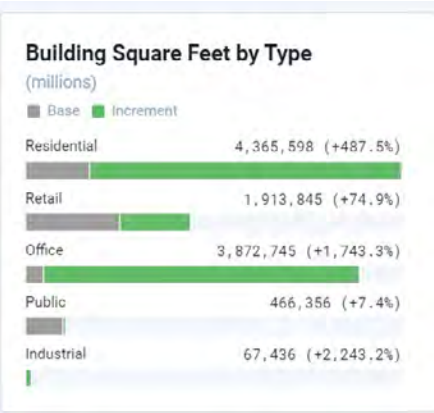 Building Square Feet by Type
(millions)
Base Increment
Residential 4,365,598 (+487.5%)
Retail 1,913,845 (+74.9%)
Office 3,872,745 (+1,743.3%)
Public 466,356 (+7.4%)
Industrial 67,436 (+2,243.2%)